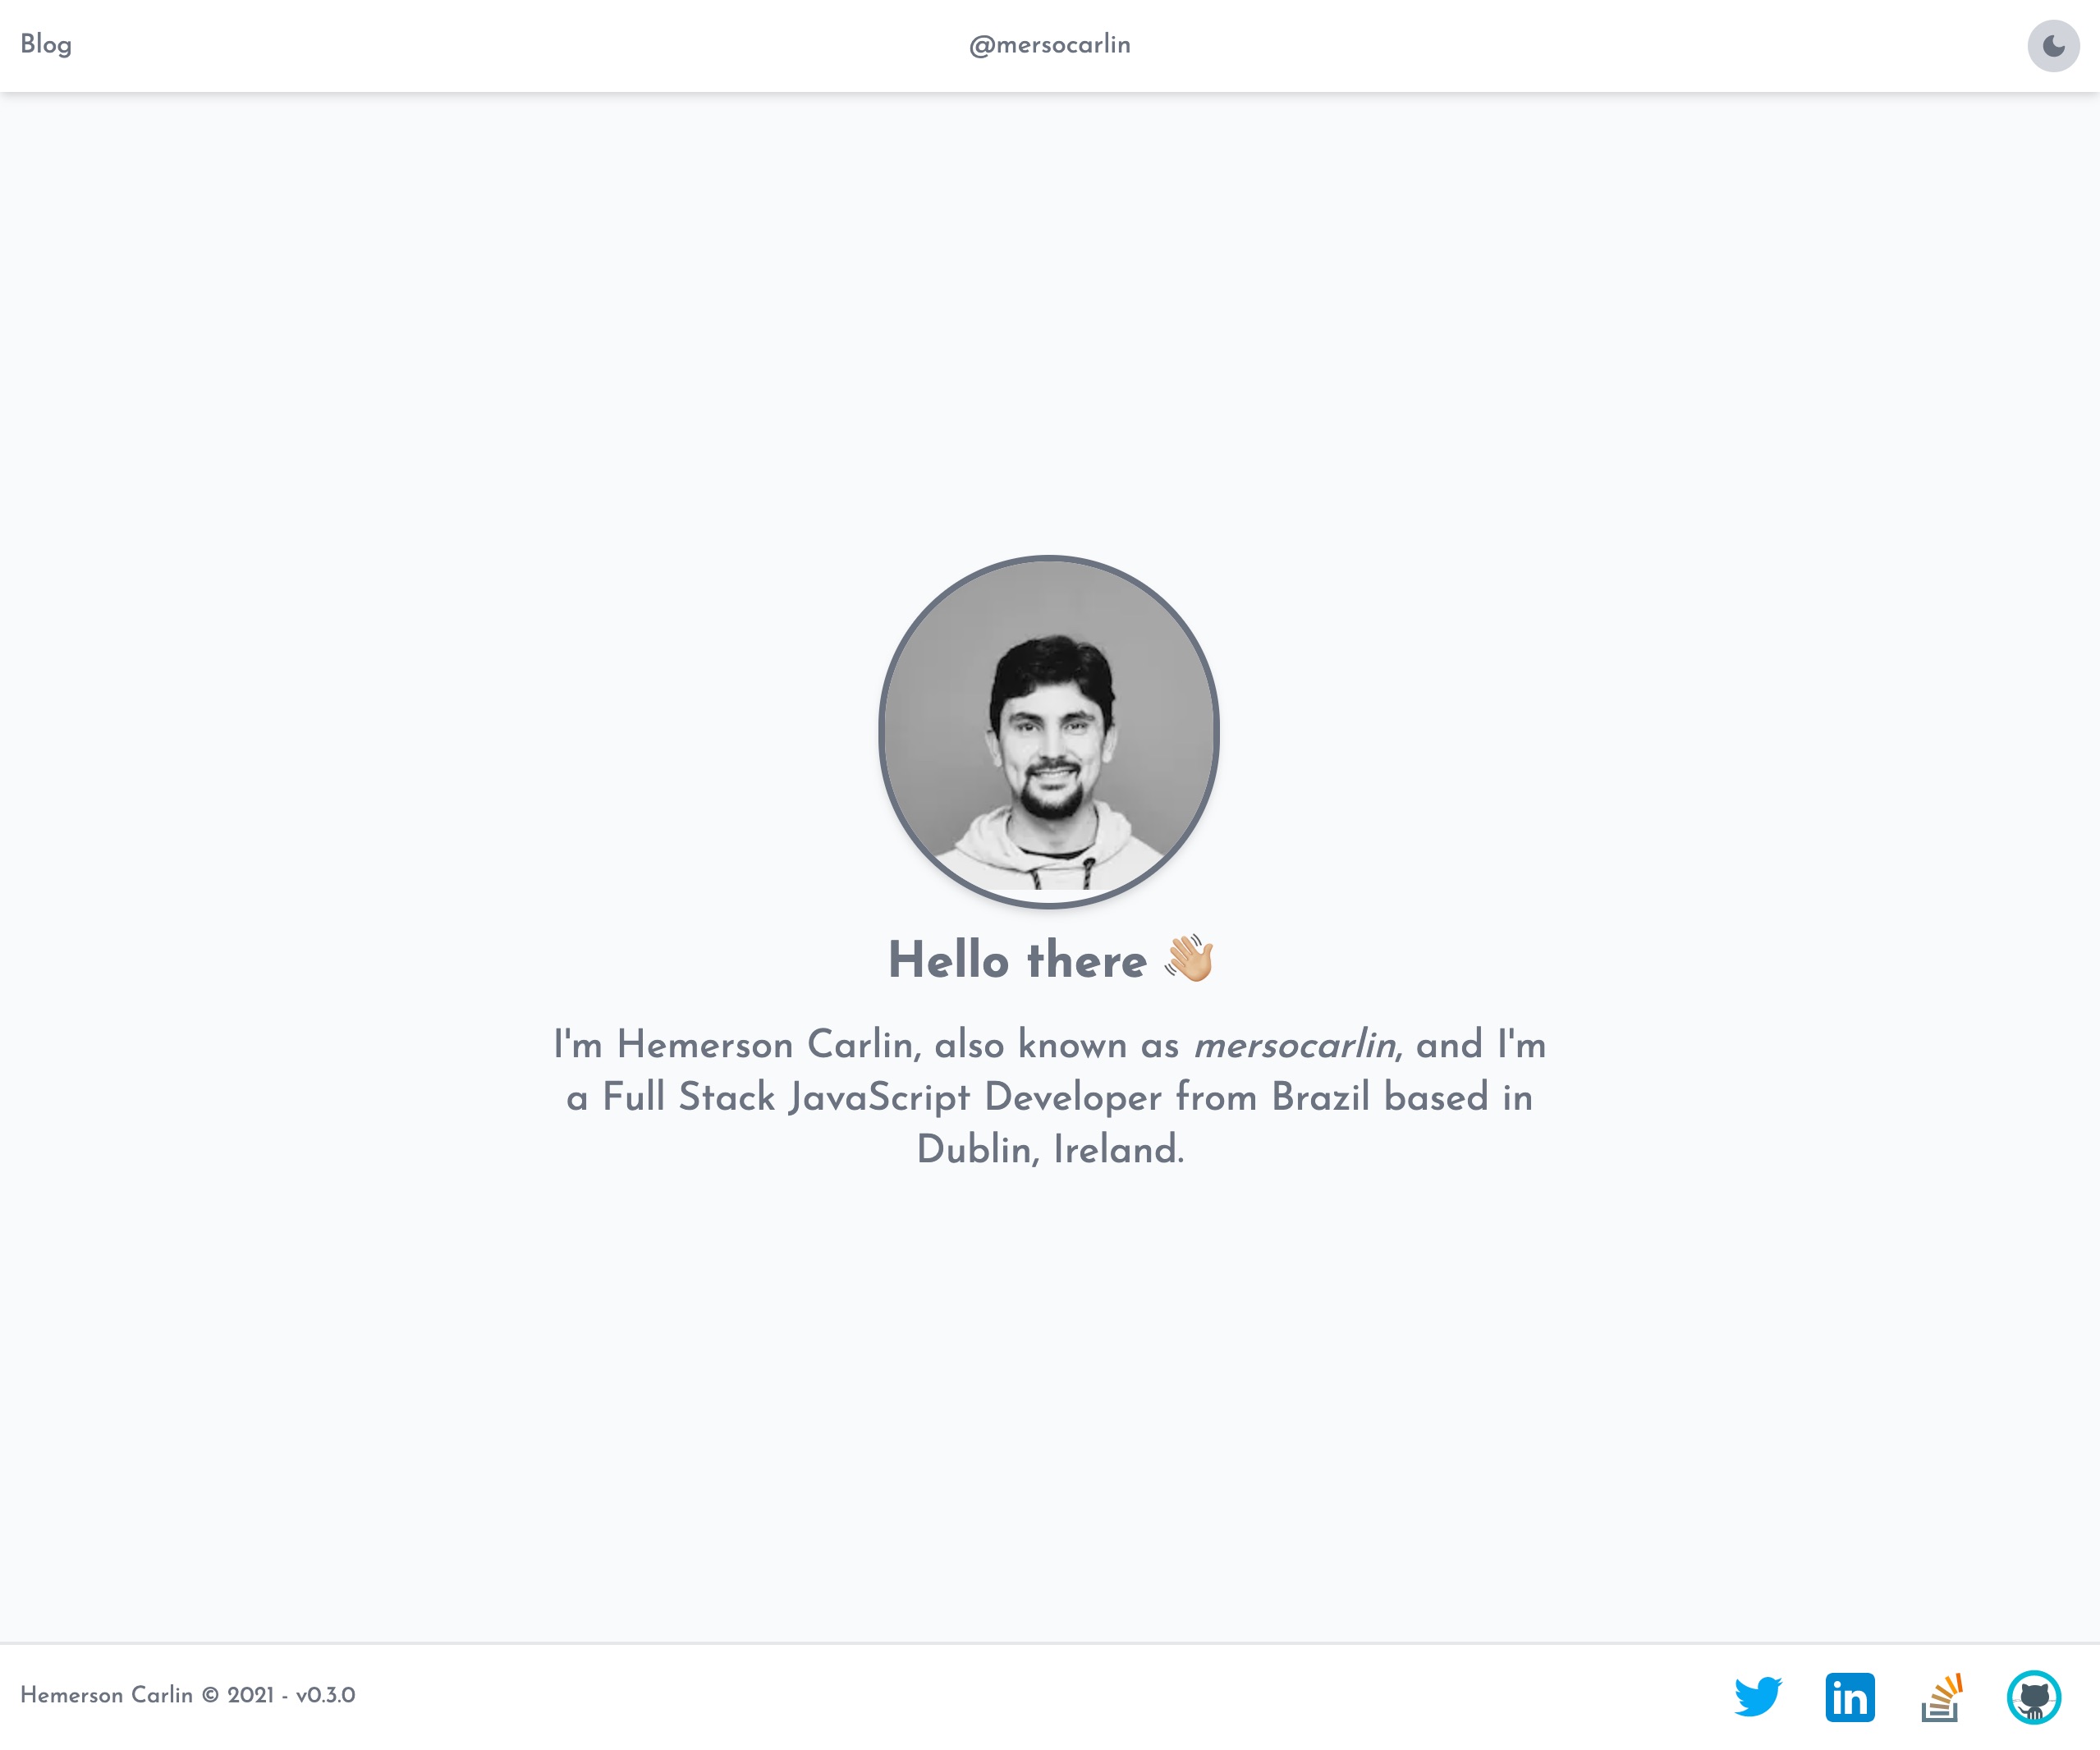 Blog
@mersocarlin
Hello there 👋🏼
I'm Hemerson Carlin, also known as mersocarlin, and I'm
a Full Stack JavaScript Developer from Brazil based in
Dublin, Ireland.
Hemerson Carlin © 2021 - v0.3.0
in